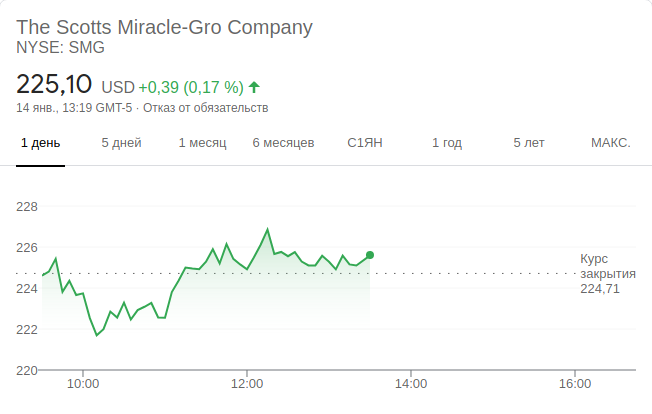 The Scotts Miracle-Gro Company
NYSE: SMG
225,10 USD +0,39 (0,17 %)
14 янв., 13:19 GMT-5 · Отказ от обязательств
1 день 5 дней 1 месяц 6 месяцев С1ЯН 1 год 5 лет МАКС.
228
226
224
222
220
Курс
закрытия
224,71
10:00 12:00 14:00 16:00